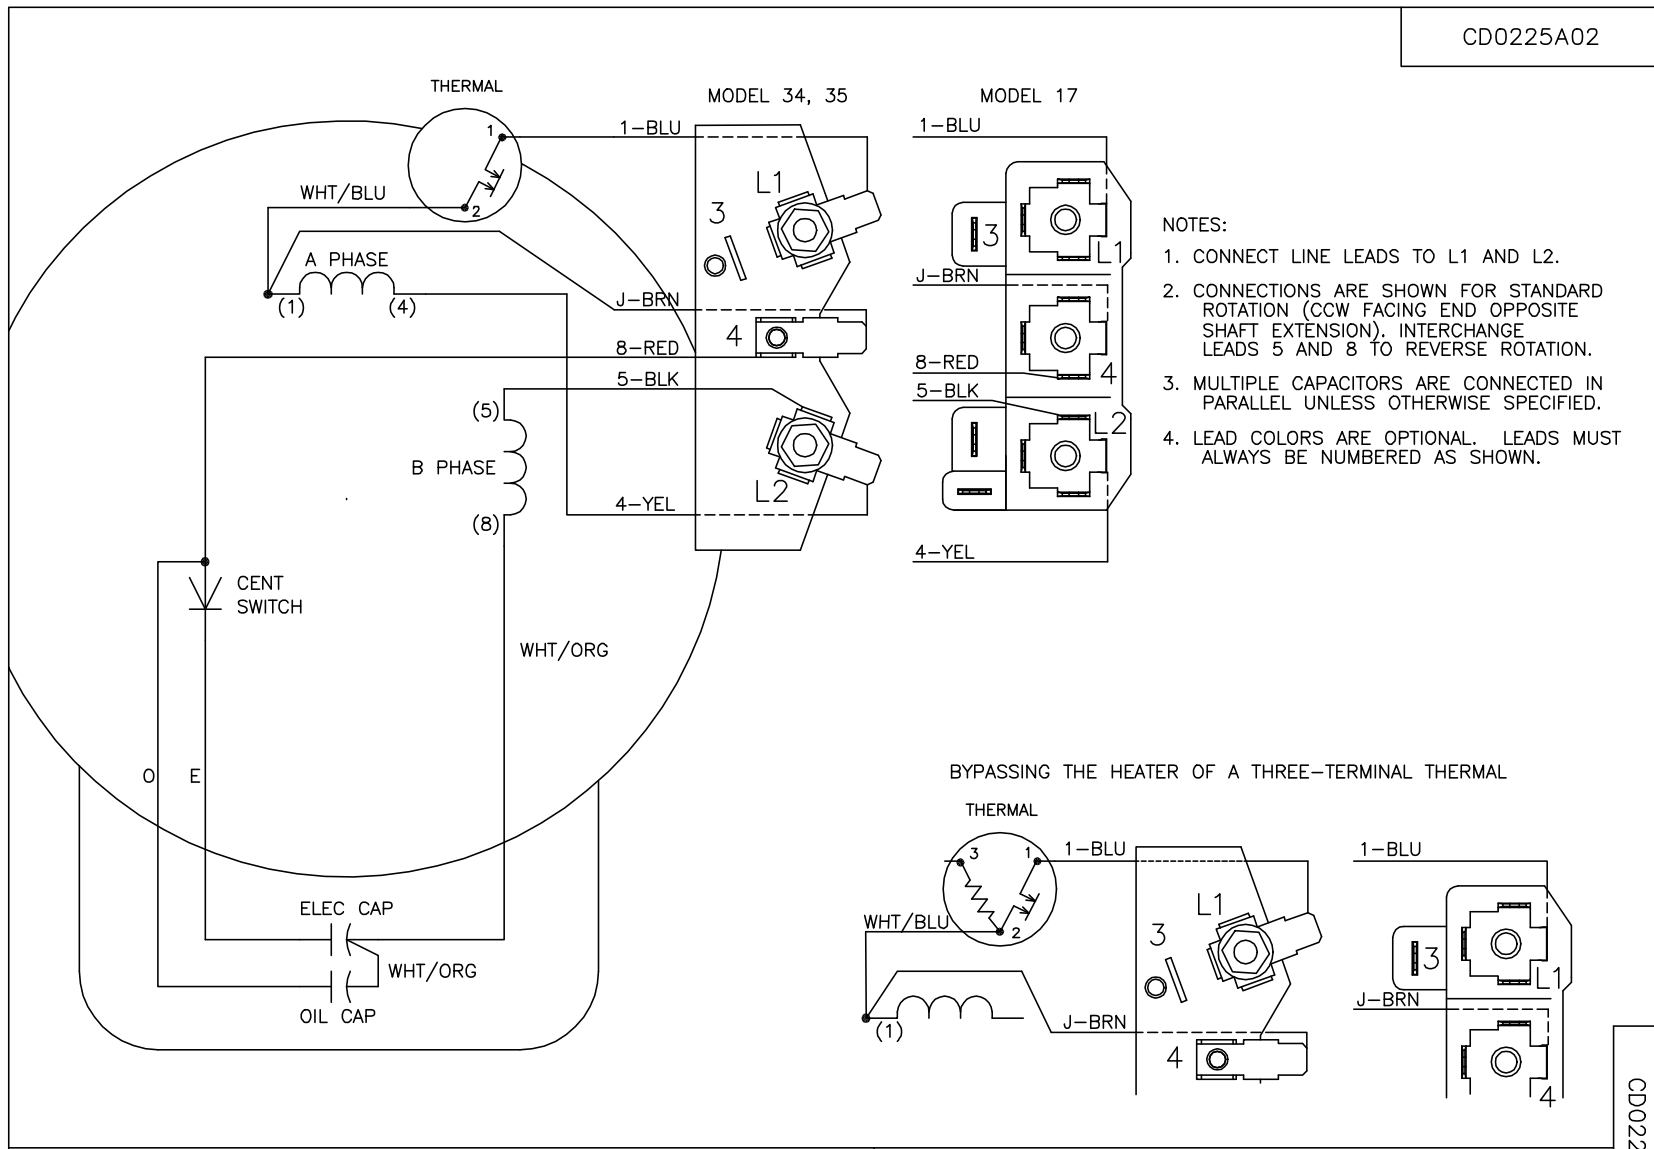 CD0225A02
THERMAL
MODEL 34, 35
MODEL 17
1
2
1-BLU
WHT/BLU
A PHASE
(1)
(4)
J-BRN
8-RED
5-BLK
(5)
B PHASE
(8)
4-YEL
L1
3
4
L2
1-BLU
3
L1
J-BRN
8-RED
4
5-BLK
L2
4-YEL
NOTES:
1. CONNECT LINE LEADS TO L1 AND L2.
2. CONNECTIONS ARE SHOWN FOR STANDARD
ROTATION (CCW FACING END OPPOSITE
SHAFT EXTENSION). INTERCHANGE
LEADS 5 AND 8 TO REVERSE ROTATION.
3. MULTIPLE CAPACITORS ARE CONNECTED IN
PARALLEL UNLESS OTHERWISE SPECIFIED.
4. LEAD COLORS ARE OPTIONAL. LEADS MUST
ALWAYS BE NUMBERED AS SHOWN.
CENT
SWITCH
WHT/ORG
O
E
ELEC CAP
WHT/ORG
OIL CAP
BYPASSING THE HEATER OF A THREE-TERMINAL THERMAL
THERMAL
3
1
2
1-BLU
WHT/BLU
(1)
J-BRN
L1
3
4
1-BLU
3
L1
J-BRN
4
CD022